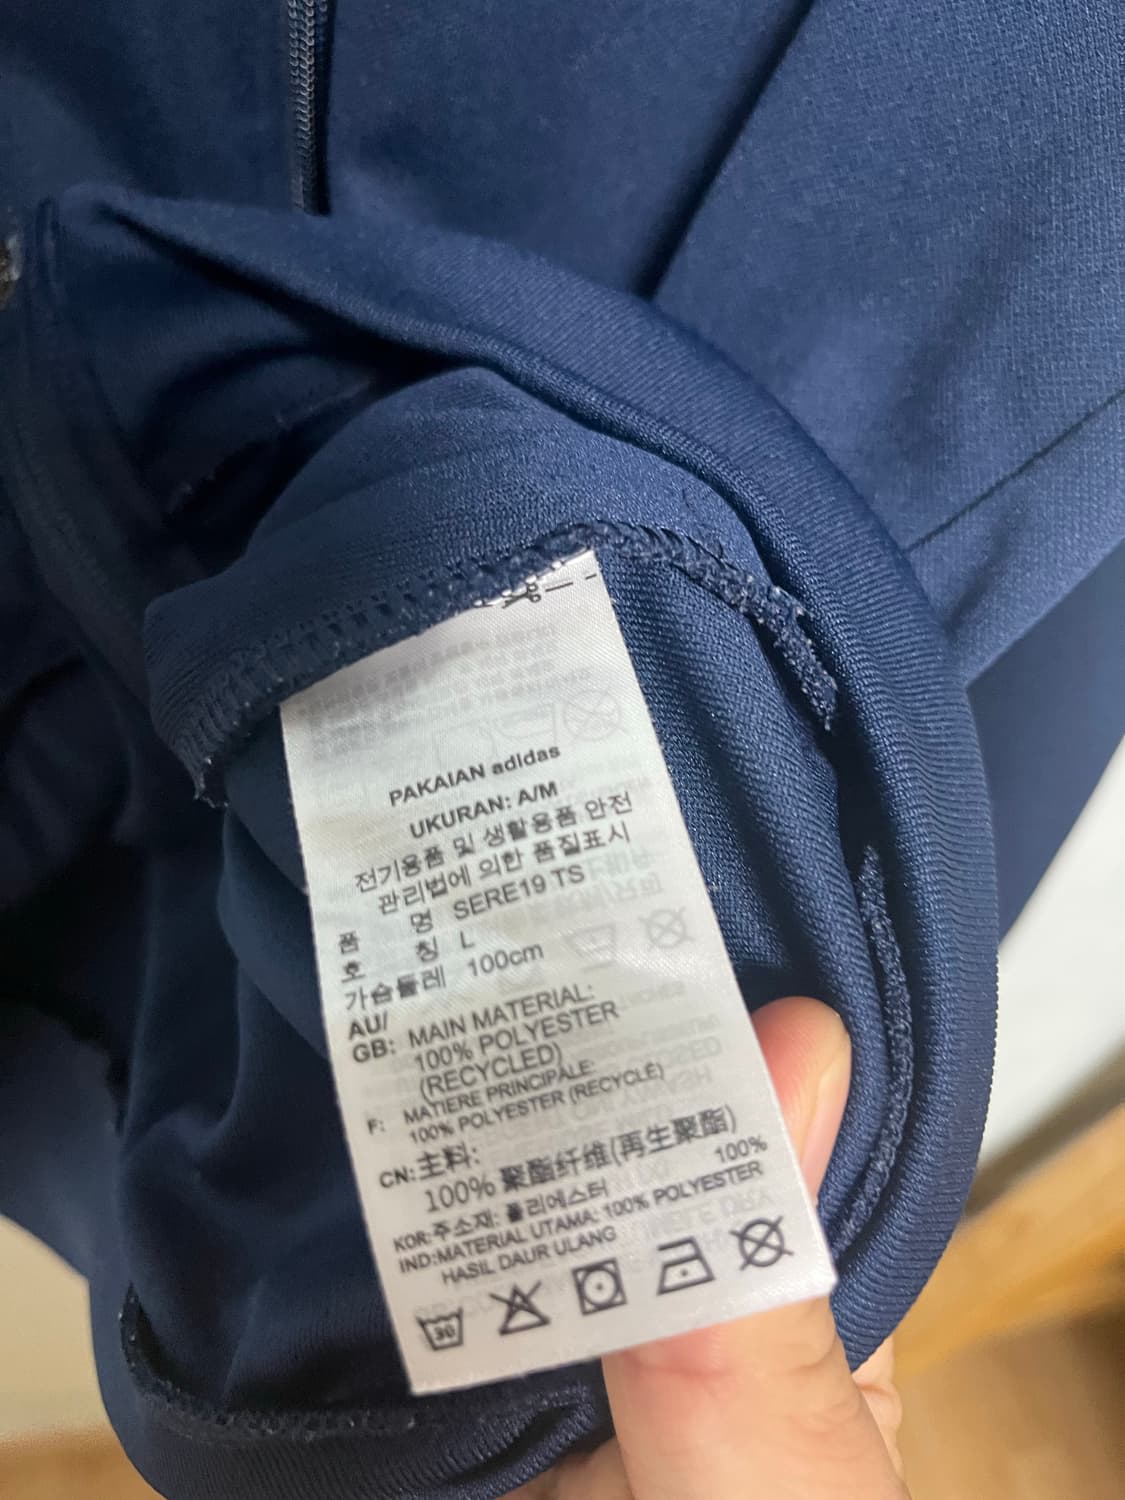 PAKAIAN adidas
UKURAN: A/M
전기용품 및 생활용품 안전
관리법에 의한 품질표시
품 명 SERE19 TS
호 칭 L
가슴둘레 100cm
AU/
GB: MAIN MATERIAL:
100% POLYESTER
(RECYCLED)
F: MATIERE PRINCIPALE:
100% POLYESTER (RECYCLÉ)
CN:主料:
100% 聚酯纤维(再生聚酯)
KOR:주소재: 폴리에스터 100%
IND:MATERIAL UTAMA: 100% POLYESTER
HASIL DAUR ULANG
30